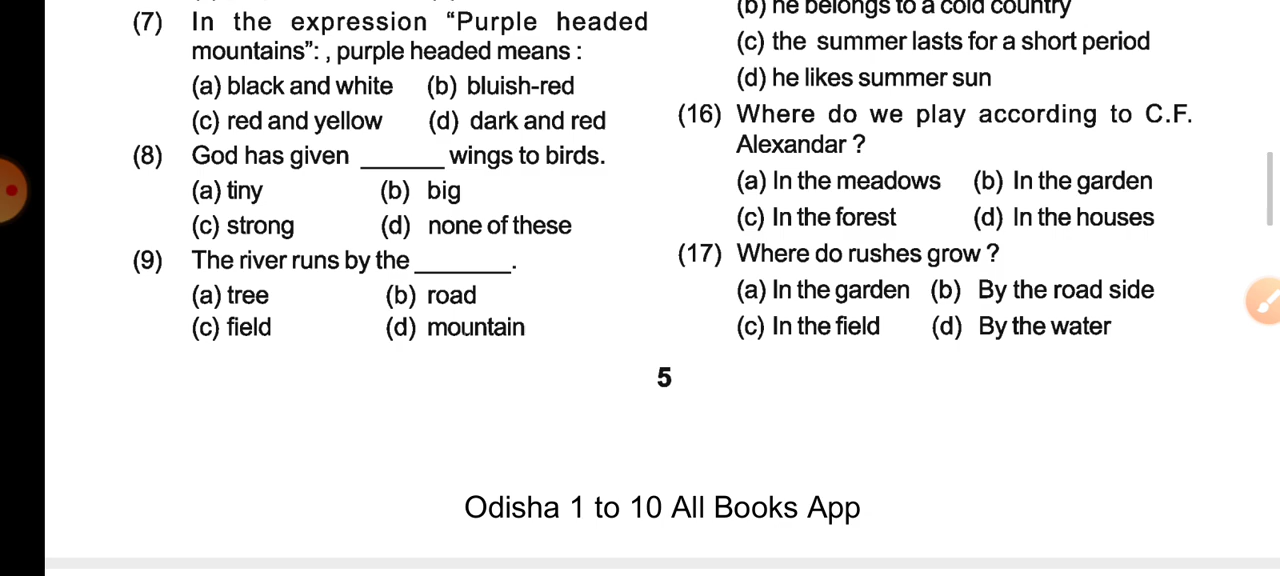 (7) In the expression “Purple headed
mountains”: , purple headed means :
(a) black and white (b) bluish-red
(c) red and yellow (d) dark and red
(8) God has given ______ wings to birds.
(a) tiny (b) big
(c) strong (d) none of these
(9) The river runs by the _______.
(a) tree (b) road
(c) field (d) mountain
(b) he belongs to a cold country
(c) the summer lasts for a short period
(d) he likes summer sun
(16) Where do we play according to C.F.
Alexandar ?
(a) In the meadows (b) In the garden
(c) In the forest (d) In the houses
(17) Where do rushes grow ?
(a) In the garden (b) By the road side
(c) In the field (d) By the water
5
Odisha 1 to 10 All Books App